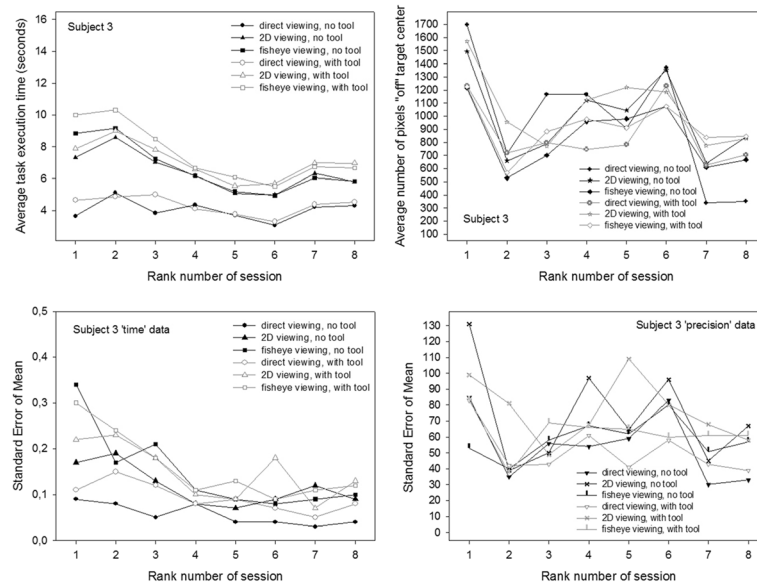 Average task execution time (seconds)
16
14
12
10
8
6
4
Subject 3
direct viewing, no tool
2D viewing, no tool
fisheye viewing, no tool
direct viewing, with tool
2D viewing, with tool
fisheye viewing, with tool
1 2 3 4 5 6 7 8
Rank number of session
Average number of pixels "off" target center
1700
1600
1500
1400
1300
1200
1100
1000
900
800
700
600
500
400
300
200
100
Subject 3
direct viewing, no tool
2D viewing, no tool
fisheye viewing, no tool
direct viewing, with tool
2D viewing, with tool
fisheye viewing, with tool
1 2 3 4 5 6 7 8
Rank number of session
Standard Error of Mean
0,5
0,4
0,3
0,2
0,1
0,0
Subject 3 'time' data
direct viewing, no tool
2D viewing, no tool
fisheye viewing, no tool
direct viewing, with tool
2D viewing, with tool
fisheye viewing, with tool
1 2 3 4 5 6 7 8
Rank number of session
Standard Error of Mean
130
120
110
100
90
80
70
60
50
40
30
20
10
0
Subject 3 'precision' data
direct viewing, no tool
2D viewing, no tool
fisheye viewing, no tool
direct viewing, with tool
2D viewing, with tool
fisheye viewing, with tool
1 2 3 4 5 6 7 8
Rank number of session